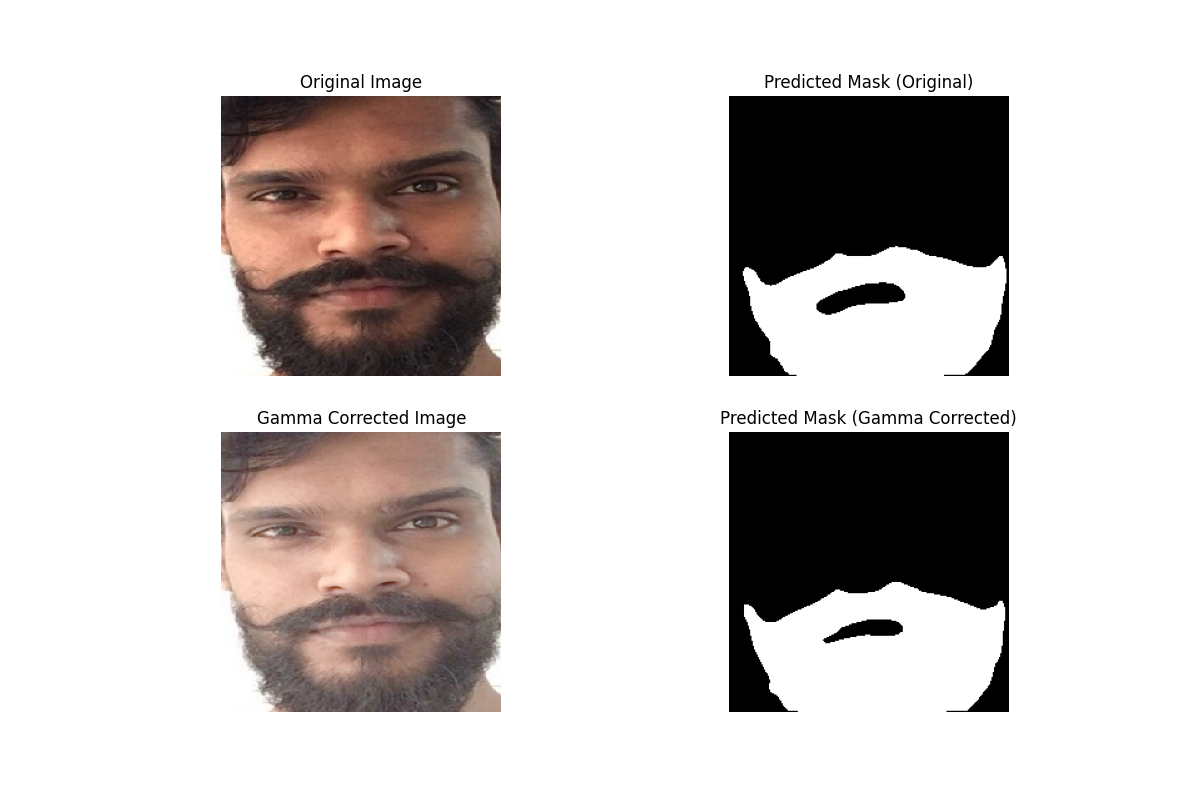 Original Image
Predicted Mask (Original)
Gamma Corrected Image
Predicted Mask (Gamma Corrected)